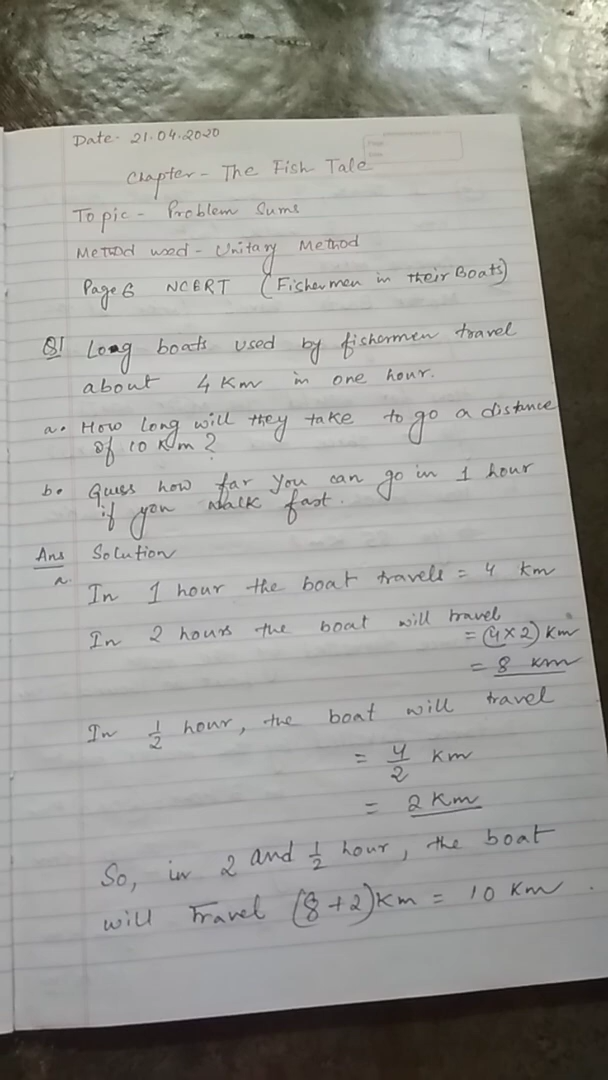 Date- 21.04.2020
Chapter - The Fish Tale
Topic - Problem Sums
Method used - Unitary Method
Page 6 NCERT (Fishermen in their Boats)
Q1 Long boats used by fishermen travel
about 4 Km in one hour.
a. How long will they take to go a distance
of 10 Km?
b. Guess how far you can go in 1 hour
if you walk fast.
Ans Solution
a. In 1 hour the boat travels = 4 Km
In 2 hours the boat will travel
= (4×2) Km
= 8 km
In 1/2 hour, the boat will travel
= 4/2 Km
= 2 Km
So, in 2 and 1/2 hour, the boat
will Travel (8+2)Km = 10 Km.